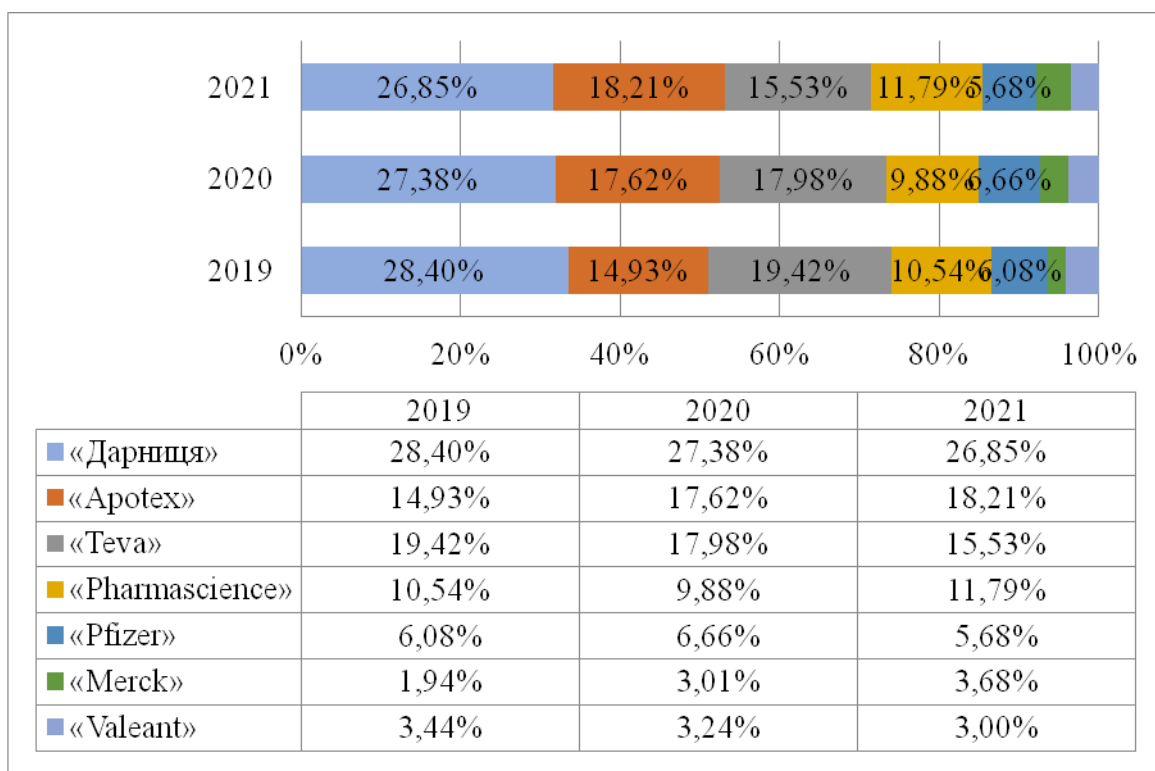 2021 26,85% 18,21% 15,53% 11,79% 5,68%
2020 27,38% 17,62% 17,98% 9,88% 6,66%
2019 28,40% 14,93% 19,42% 10,54% 6,08%
0% 20% 40% 60% 80% 100%
2019 2020 2021
«Дарниця» 28,40% 27,38% 26,85%
«Apotex» 14,93% 17,62% 18,21%
«Teva» 19,42% 17,98% 15,53%
«Pharmascience» 10,54% 9,88% 11,79%
«Pfizer» 6,08% 6,66% 5,68%
«Merck» 1,94% 3,01% 3,68%
«Valeant» 3,44% 3,24% 3,00%